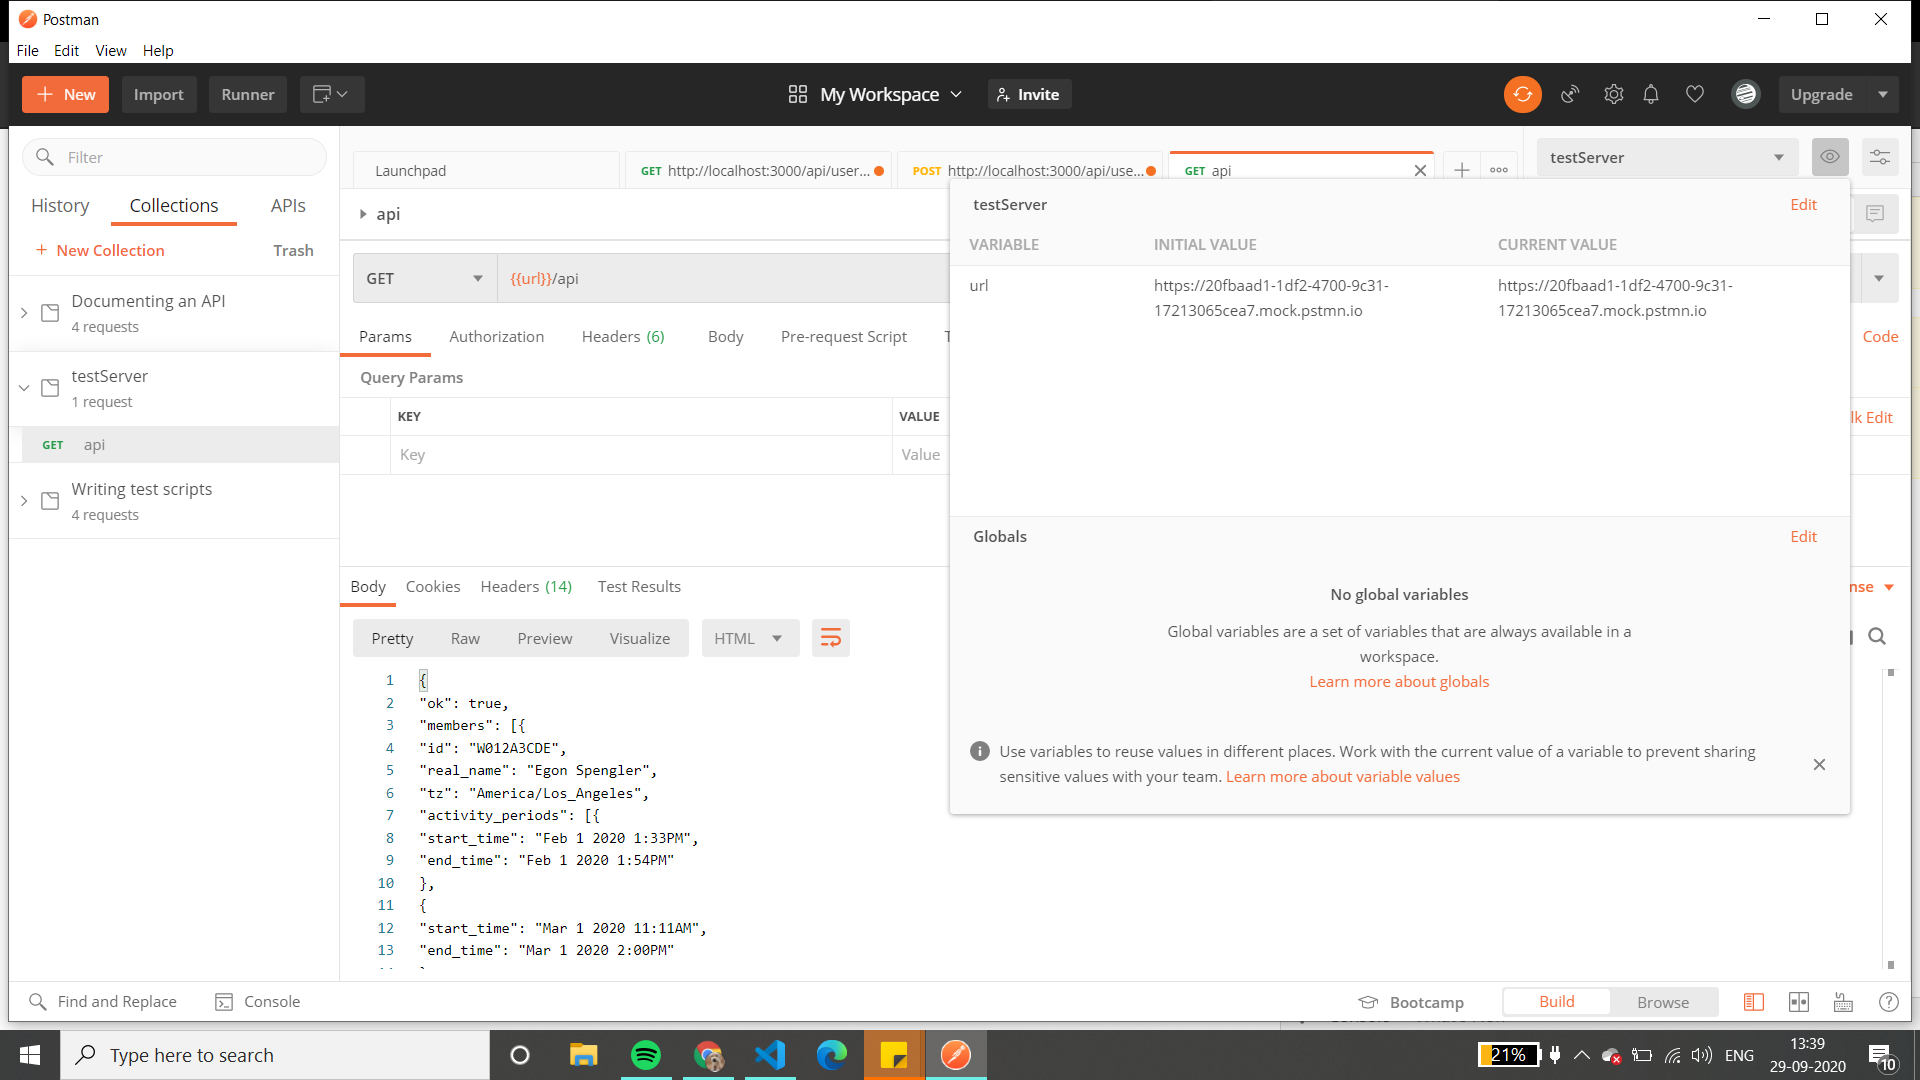 Postman
File Edit View Help
New Import Runner My Workspace Invite Upgrade
Filter
History Collections APIs
+ New Collection Trash
Documenting an API
4 requests
testServer
1 request
GET api
Writing test scripts
4 requests
Launchpad GET http://localhost:3000/api/user... POST http://localhost:3000/api/use... GET api
testServer
api
GET {{url}}/api
Params Authorization Headers (6) Body Pre-request Script T Code
Query Params
KEY VALUE lk Edit
Key Value
testServer Edit
VARIABLE INITIAL VALUE CURRENT VALUE
url https://20fbaad1-1df2-4700-9c31- https://20fbaad1-1df2-4700-9c31-
17213065cea7.mock.pstmn.io 17213065cea7.mock.pstmn.io
Globals Edit
No global variables
Global variables are a set of variables that are always available in a
workspace.
Learn more about globals
Use variables to reuse values in different places. Work with the current value of a variable to prevent sharing
sensitive values with your team. Learn more about variable values
Body Cookies Headers (14) Test Results nse
Pretty Raw Preview Visualize HTML
1 {
2 "ok": true,
3 "members": [{
4 "id": "W012A3CDE",
5 "real_name": "Egon Spengler",
6 "tz": "America/Los_Angeles",
7 "activity_periods": [{
8 "start_time": "Feb 1 2020 1:33PM",
9 "end_time": "Feb 1 2020 1:54PM"
10 },
11 {
12 "start_time": "Mar 1 2020 11:11AM",
13 "end_time": "Mar 1 2020 2:00PM"
Find and Replace Console Bootcamp Build Browse
Type here to search 21% ENG 13:39
29-09-2020 10